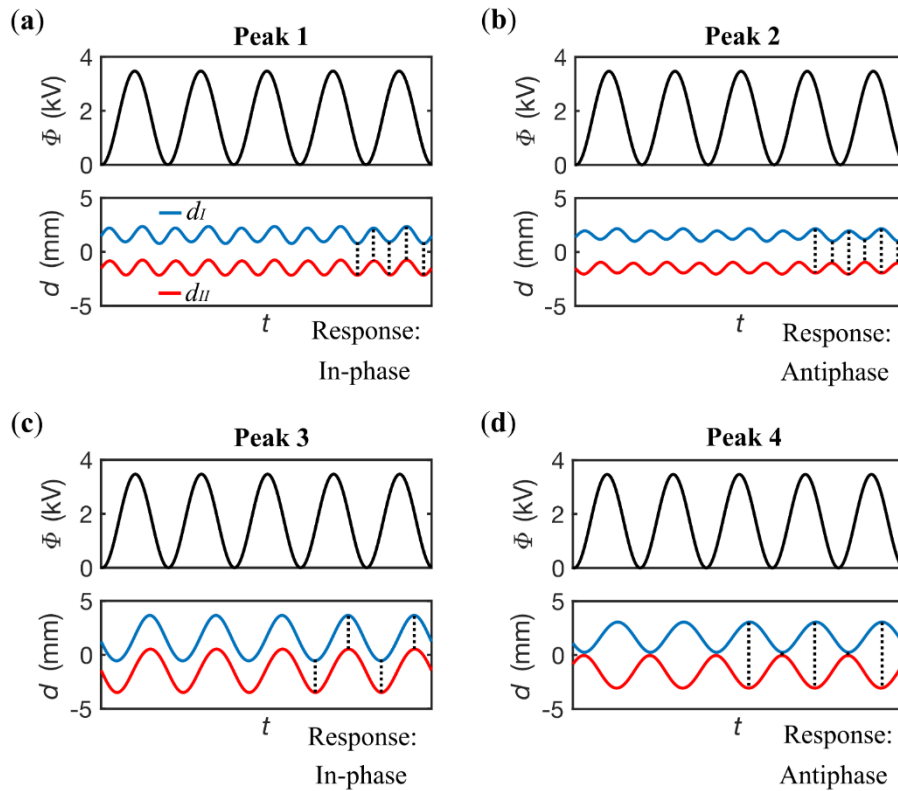 (a)
Peak 1
Φ (kV)
4
2
0
d (mm)
5
0
-5
dI
dII
t
Response:
In-phase
(b)
Peak 2
Φ (kV)
4
2
0
d (mm)
5
0
-5
t
Response:
Antiphase
(c)
Peak 3
Φ (kV)
4
2
0
d (mm)
5
0
-5
t
Response:
In-phase
(d)
Peak 4
Φ (kV)
4
2
0
d (mm)
5
0
-5
t
Response:
Antiphase